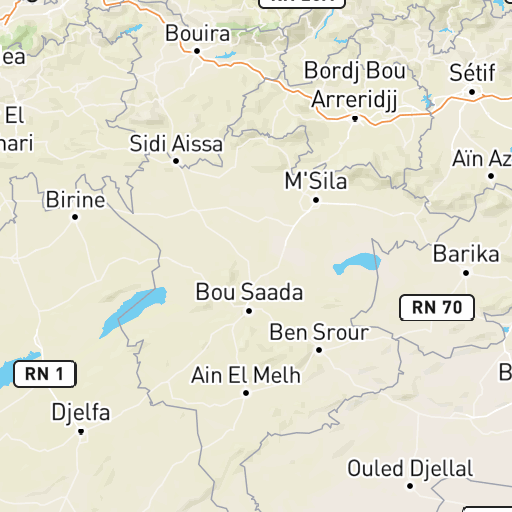 Bouira
Bordj Bou
Arreridjj
Sétif
El
Sidi Aissa
Aïn Az
M'Sila
Birine
Barika
Bou Saada
RN 70
Ben Srour
RN 1
Ain El Melh
Djelfa
Ouled Djellal